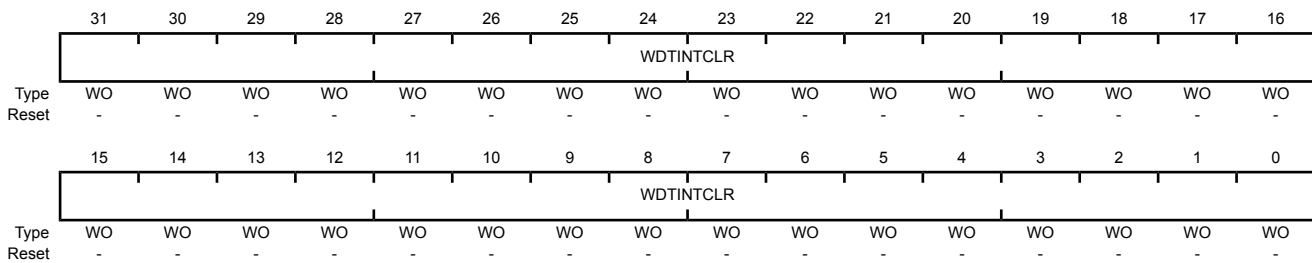 31 30 29 28 27 26 25 24 23 22 21 20 19 18 17 16
WDTINTCLR
Type WO WO WO WO WO WO WO WO WO WO WO WO WO WO WO WO
Reset - - - - - - - - - - - - - - - -
15 14 13 12 11 10 9 8 7 6 5 4 3 2 1 0
WDTINTCLR
Type WO WO WO WO WO WO WO WO WO WO WO WO WO WO WO WO
Reset - - - - - - - - - - - - - - - -